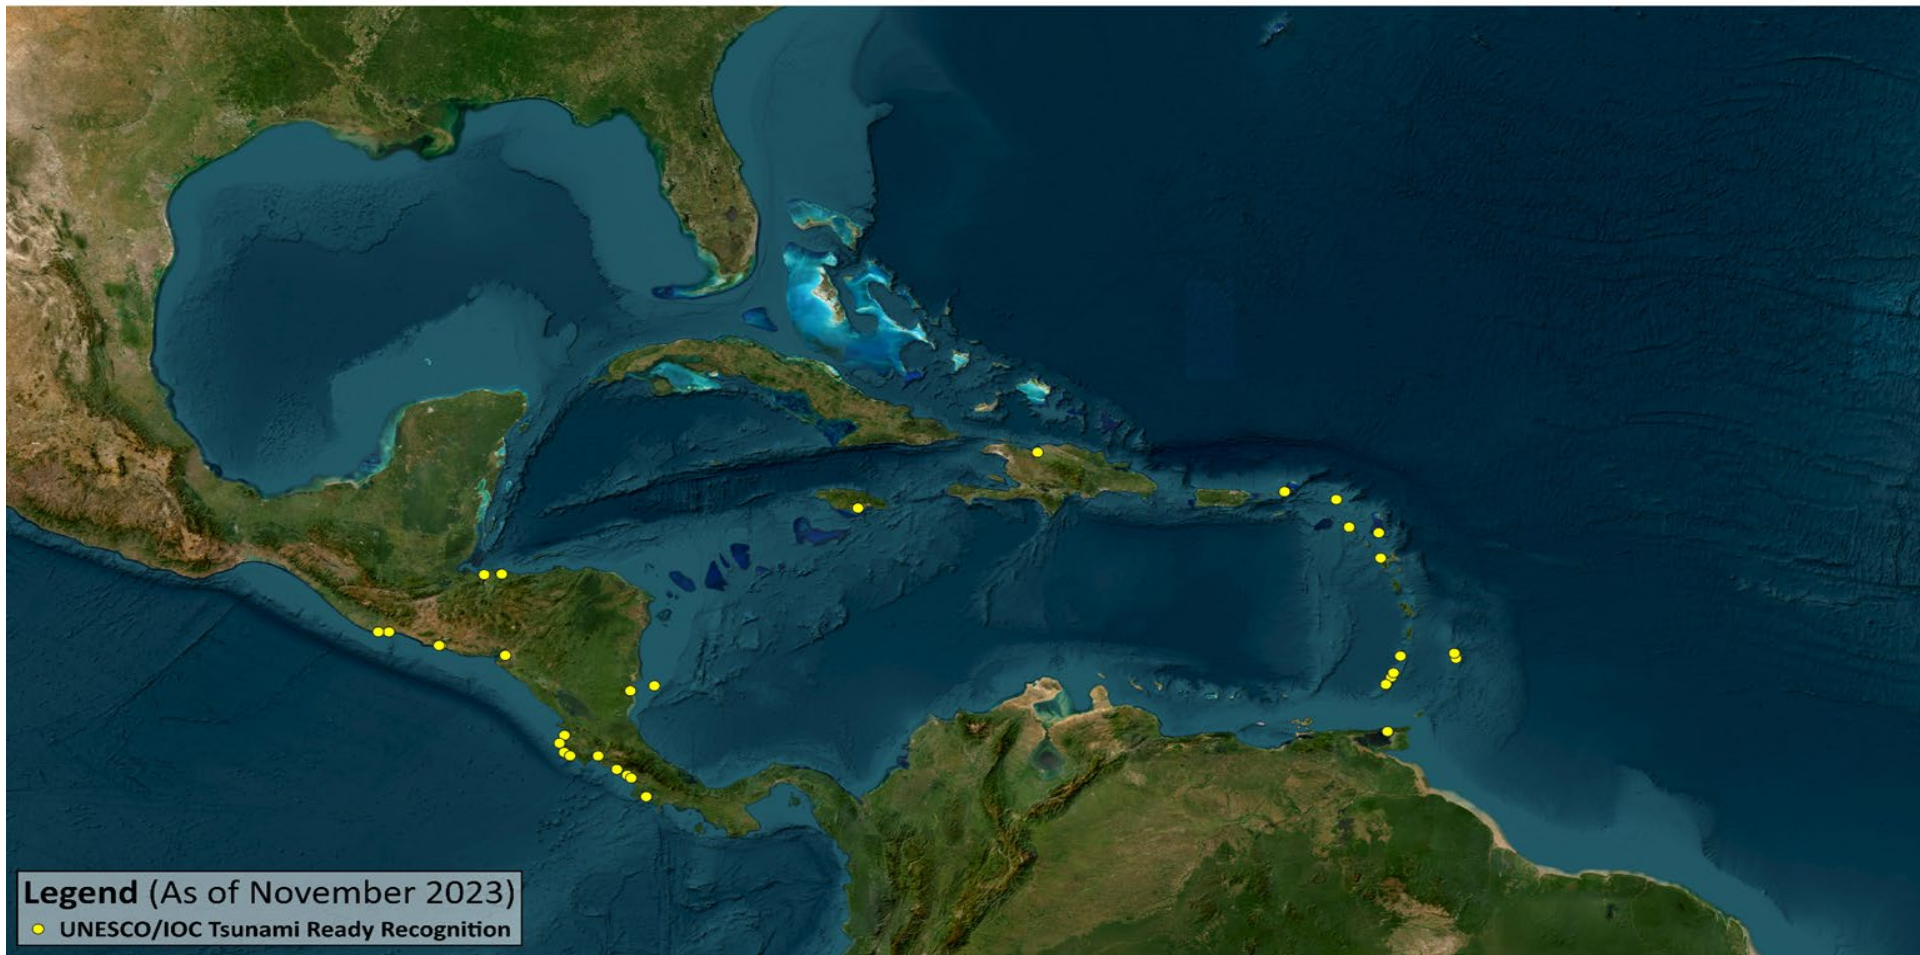 Legend (As of November 2023)
UNESCO/IOC Tsunami Ready Recognition